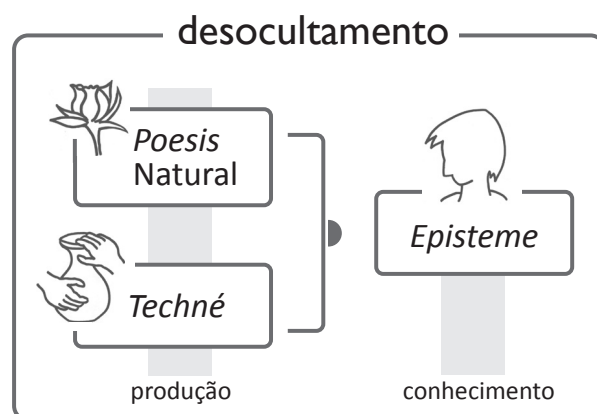 desocultamento
Poesis
Natural
Techné
Episteme
produção
conhecimento